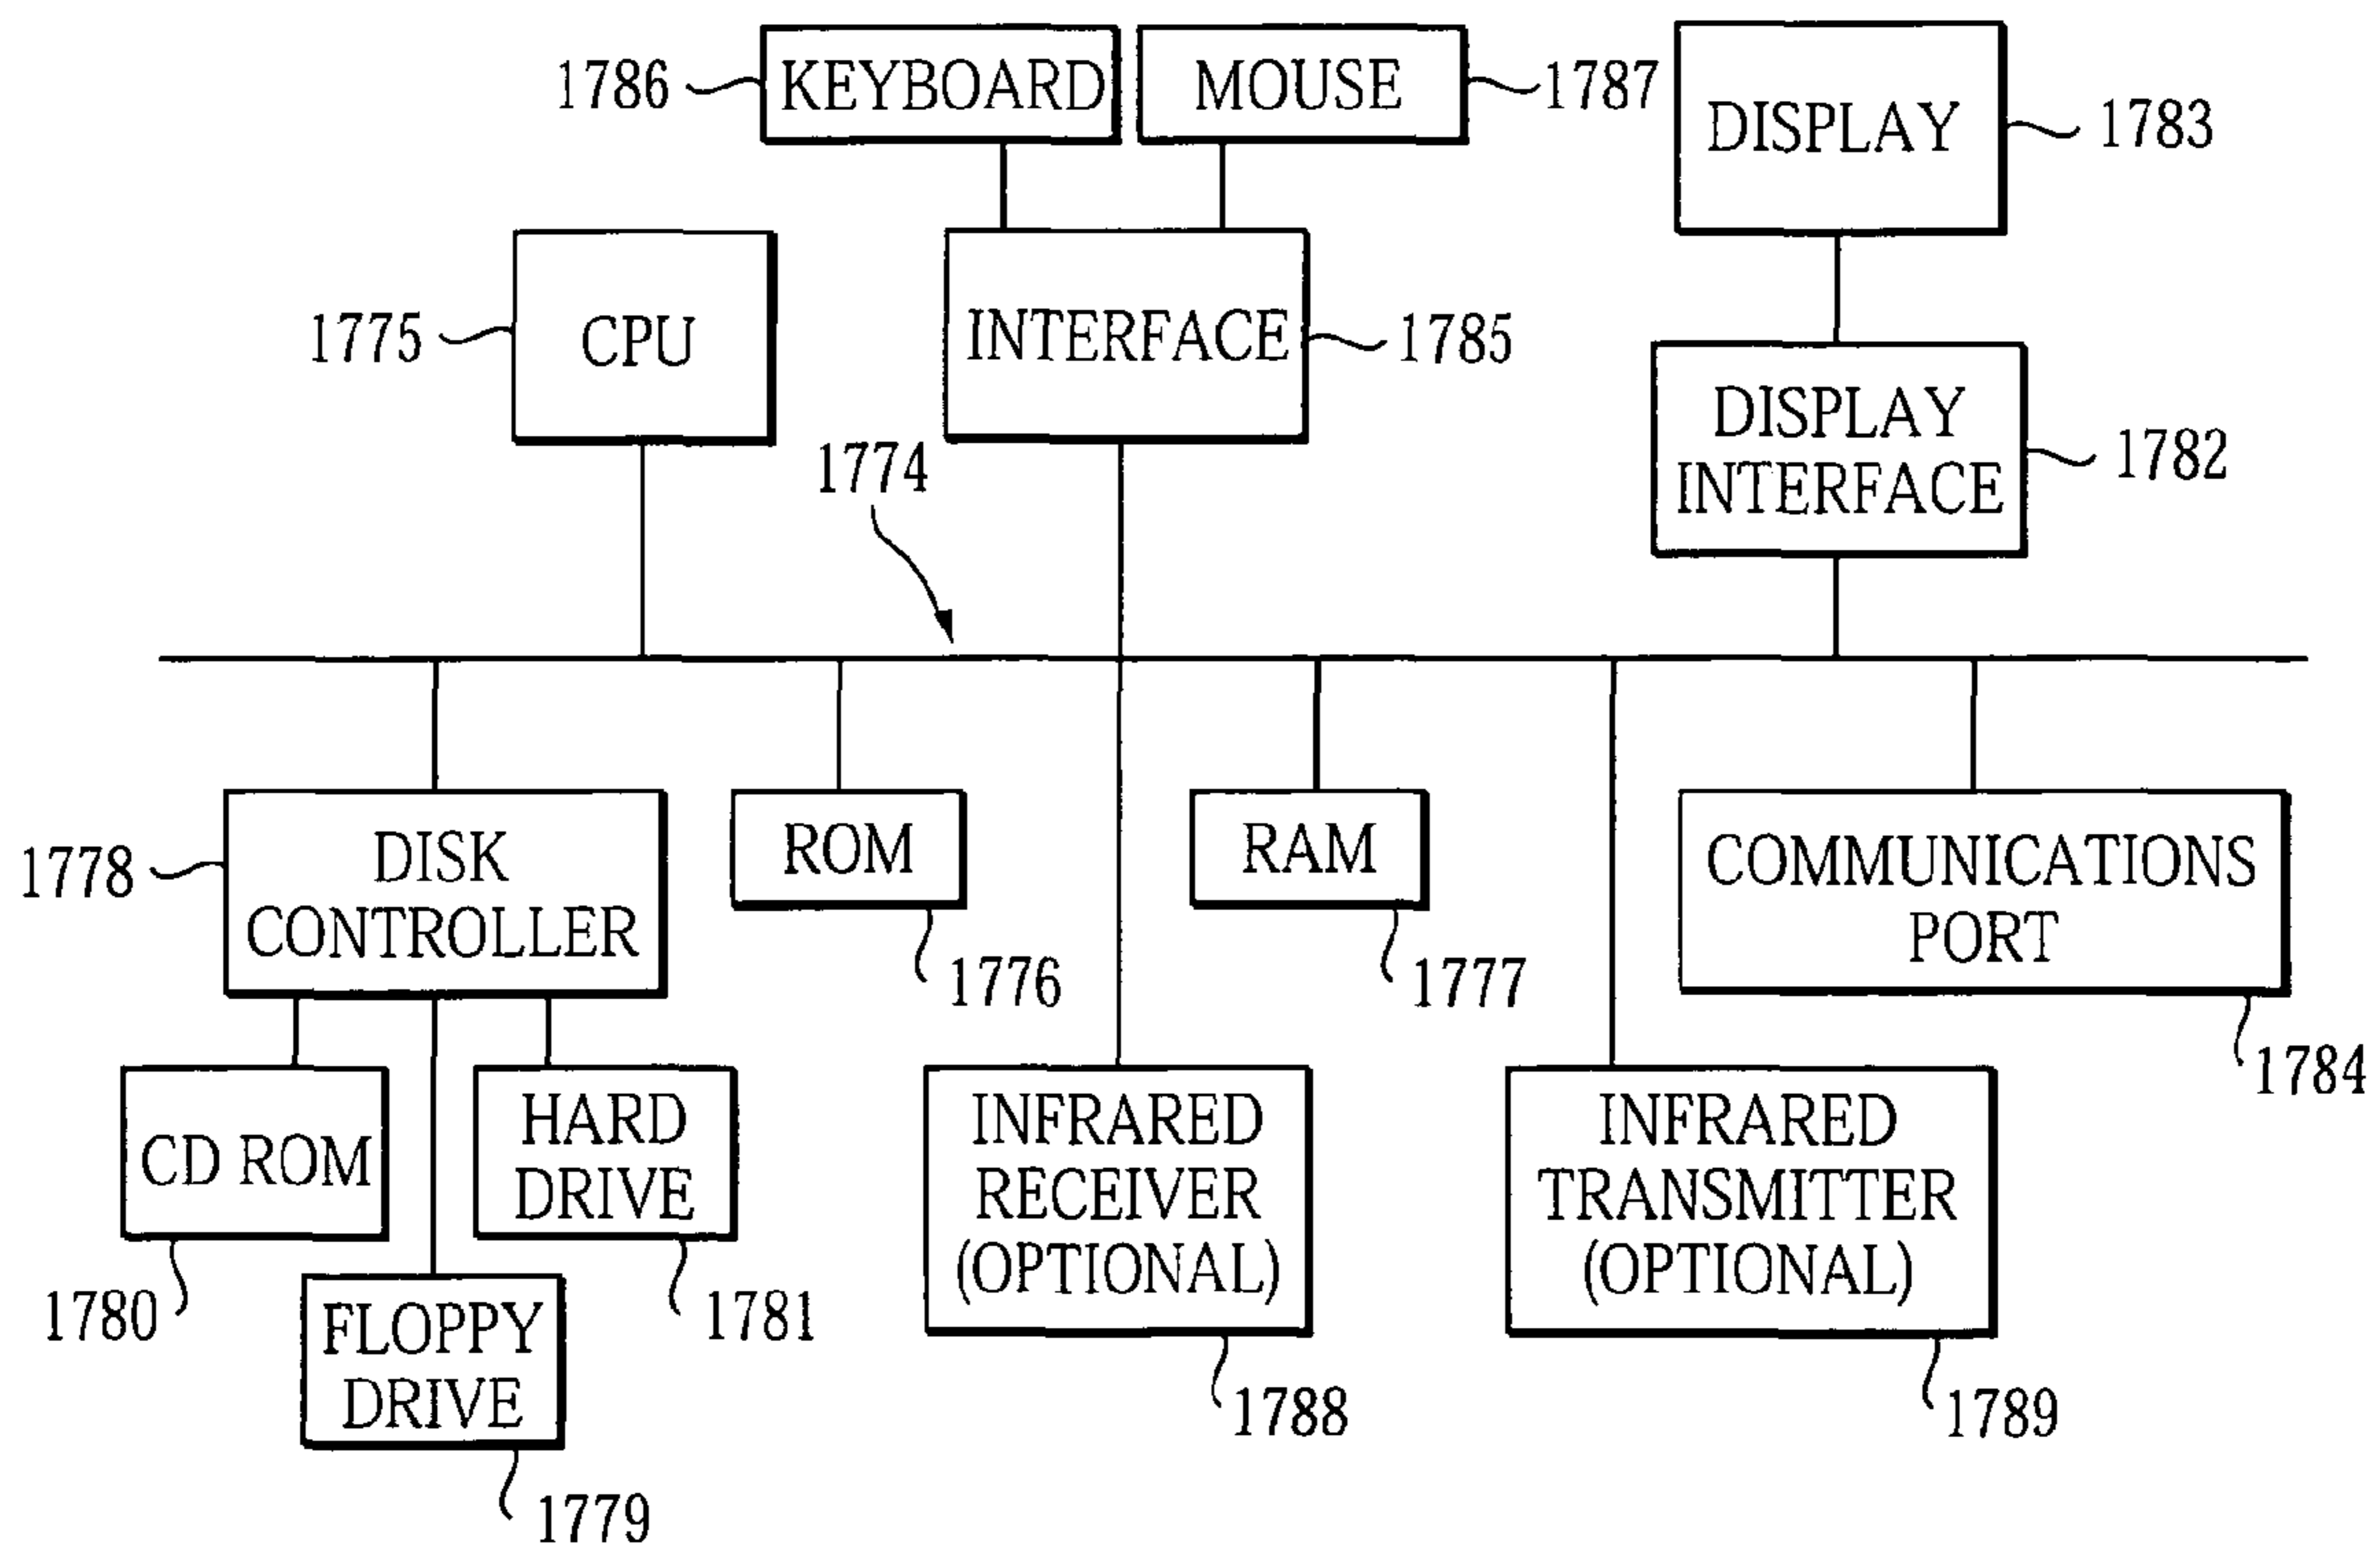 1786
KEYBOARD
MOUSE
1787
DISPLAY
1783
1775
CPU
INTERFACE
1785
DISPLAY
INTERFACE
1782
1774
1778
DISK
CONTROLLER
ROM
1776
RAM
1777
COMMUNICATIONS
PORT
1784
CD ROM
1780
HARD
DRIVE
1781
FLOPPY
DRIVE
1779
INFRARED
RECEIVER
(OPTIONAL)
1788
INFRARED
TRANSMITTER
(OPTIONAL)
1789